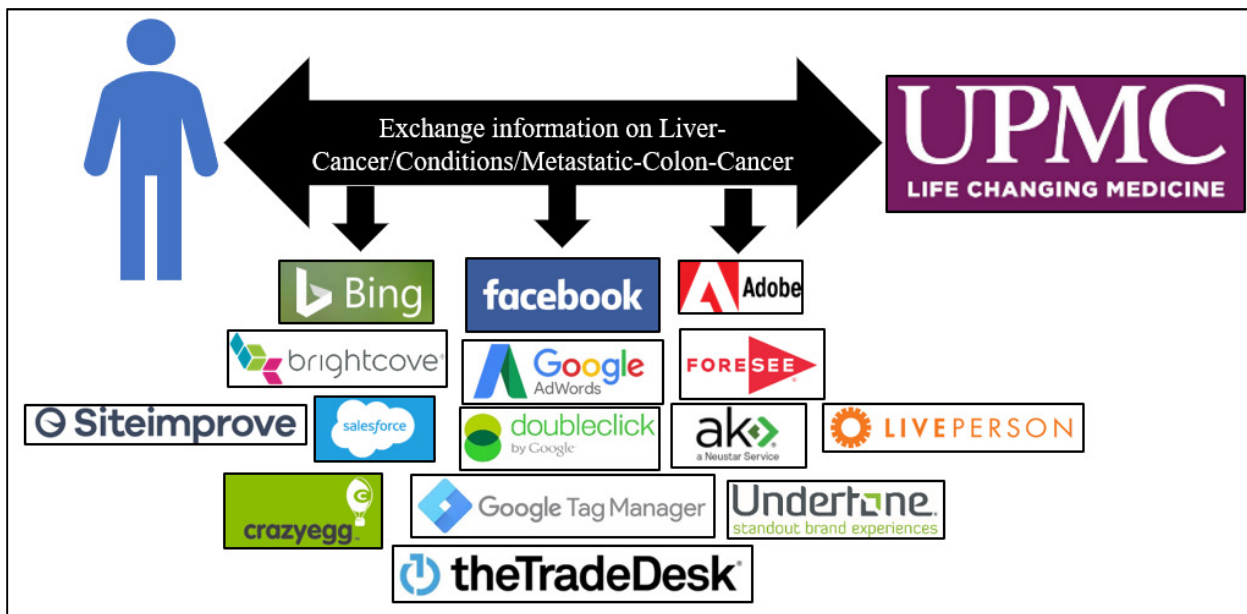 Exchange information on Liver-
Cancer/Conditions/Metastatic-Colon-Cancer
UPMC
LIFE CHANGING MEDICINE
Bing
facebook
Adobe
brightcove
Google
AdWords
FORESEE
Siteimprove
salesforce
doubleclick
by Google
ak
a Neustar Service
LIVEPERSON
crazyegg
Google Tag Manager
Undertone
standout brand experiences
theTradeDesk